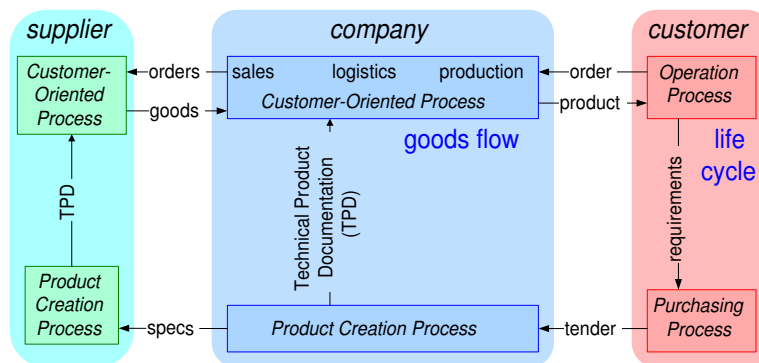 supplier
company
customer
Customer-
Oriented
Process
orders
goods
sales logistics production
Customer-Oriented Process
order
product
Operation
Process
goods flow
life
cycle
TPD
Technical Product
Documentation
(TPD)
requirements
Product
Creation
Process
specs
Product Creation Process
tender
Purchasing
Process